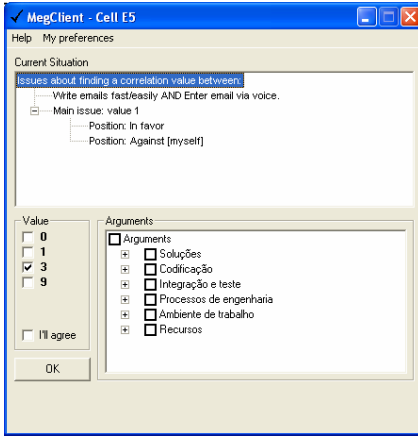 MegClient - Cell E5
Help My preferences
Current Situation
Issues about finding a correlation value between:
Write emails fast/easily AND Enter email via voice.
Main issue: value 1
Position: In favor
Position: Against [myself]
Value
0
1
3
9
I'll agree
OK
Arguments
Arguments
Soluções
Codificação
Integração e teste
Processos de engenharia
Ambiente de trabalho
Recursos